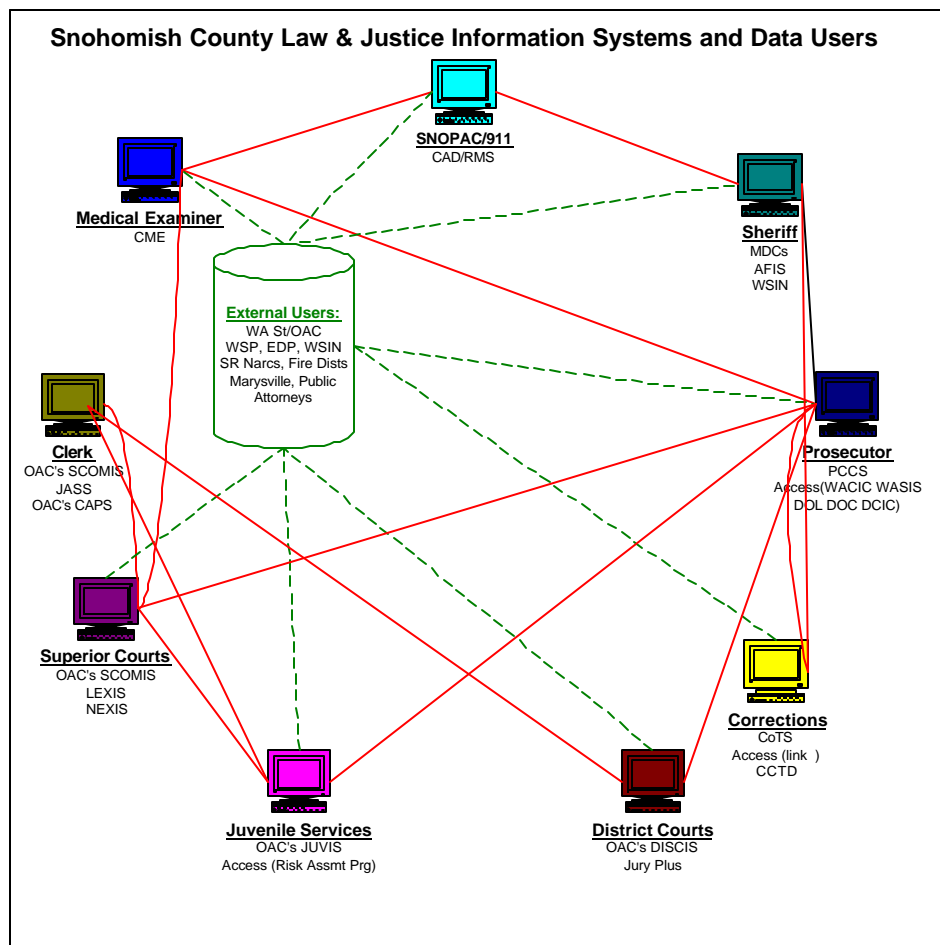 Snohomish County Law & Justice Information Systems and Data Users
SNOPAC/911
CAD/RMS
Medical Examiner
CME
Sheriff
MDCs
AFIS
WSIN
External Users:
WA St/OAC
WSP, EDP, WSIN
SR Narcs, Fire Dists
Marysville, Public
Attorneys
Clerk
OAC's SCOMIS
JASS
OAC's CAPS
Prosecutor
PCCS
Access(WACIC WASIS
DOL DOC DCIC)
Superior Courts
OAC's SCOMIS
LEXIS
NEXIS
Corrections
CoTS
Access (link )
CCTD
Juvenile Services
OAC's JUVIS
Access (Risk Assmt Prg)
District Courts
OAC's DISCIS
Jury Plus